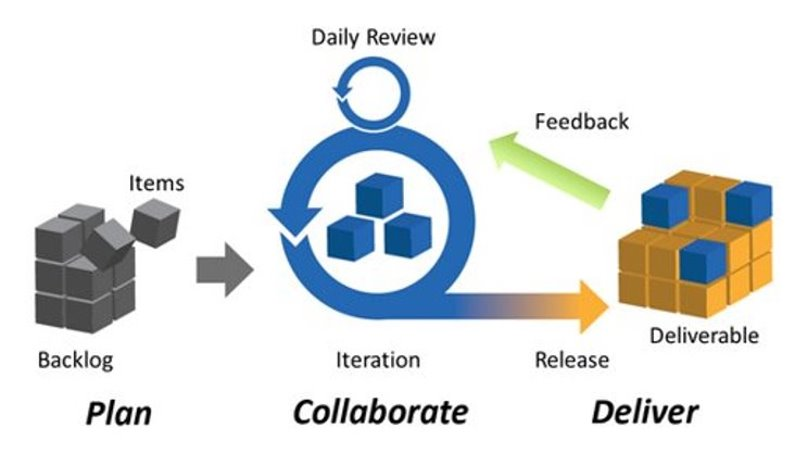 Daily Review
Feedback
Items
Deliverable
Backlog
Iteration
Release
Plan
Collaborate
Deliver